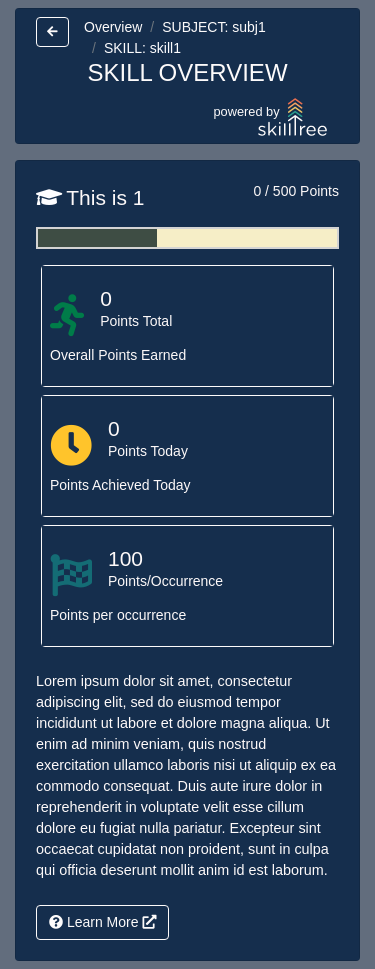 Overview / SUBJECT: subj1
/ SKILL: skill1
SKILL OVERVIEW
powered by skilltree
This is 1
0 / 500 Points
0
Points Total
Overall Points Earned
0
Points Today
Points Achieved Today
100
Points/Occurrence
Points per occurrence
Lorem ipsum dolor sit amet, consectetur
adipiscing elit, sed do eiusmod tempor
incididunt ut labore et dolore magna aliqua. Ut
enim ad minim veniam, quis nostrud
exercitation ullamco laboris nisi ut aliquip ex ea
commodo consequat. Duis aute irure dolor in
reprehenderit in voluptate velit esse cillum
dolore eu fugiat nulla pariatur. Excepteur sint
occaecat cupidatat non proident, sunt in culpa
qui officia deserunt mollit anim id est laborum.
Learn More